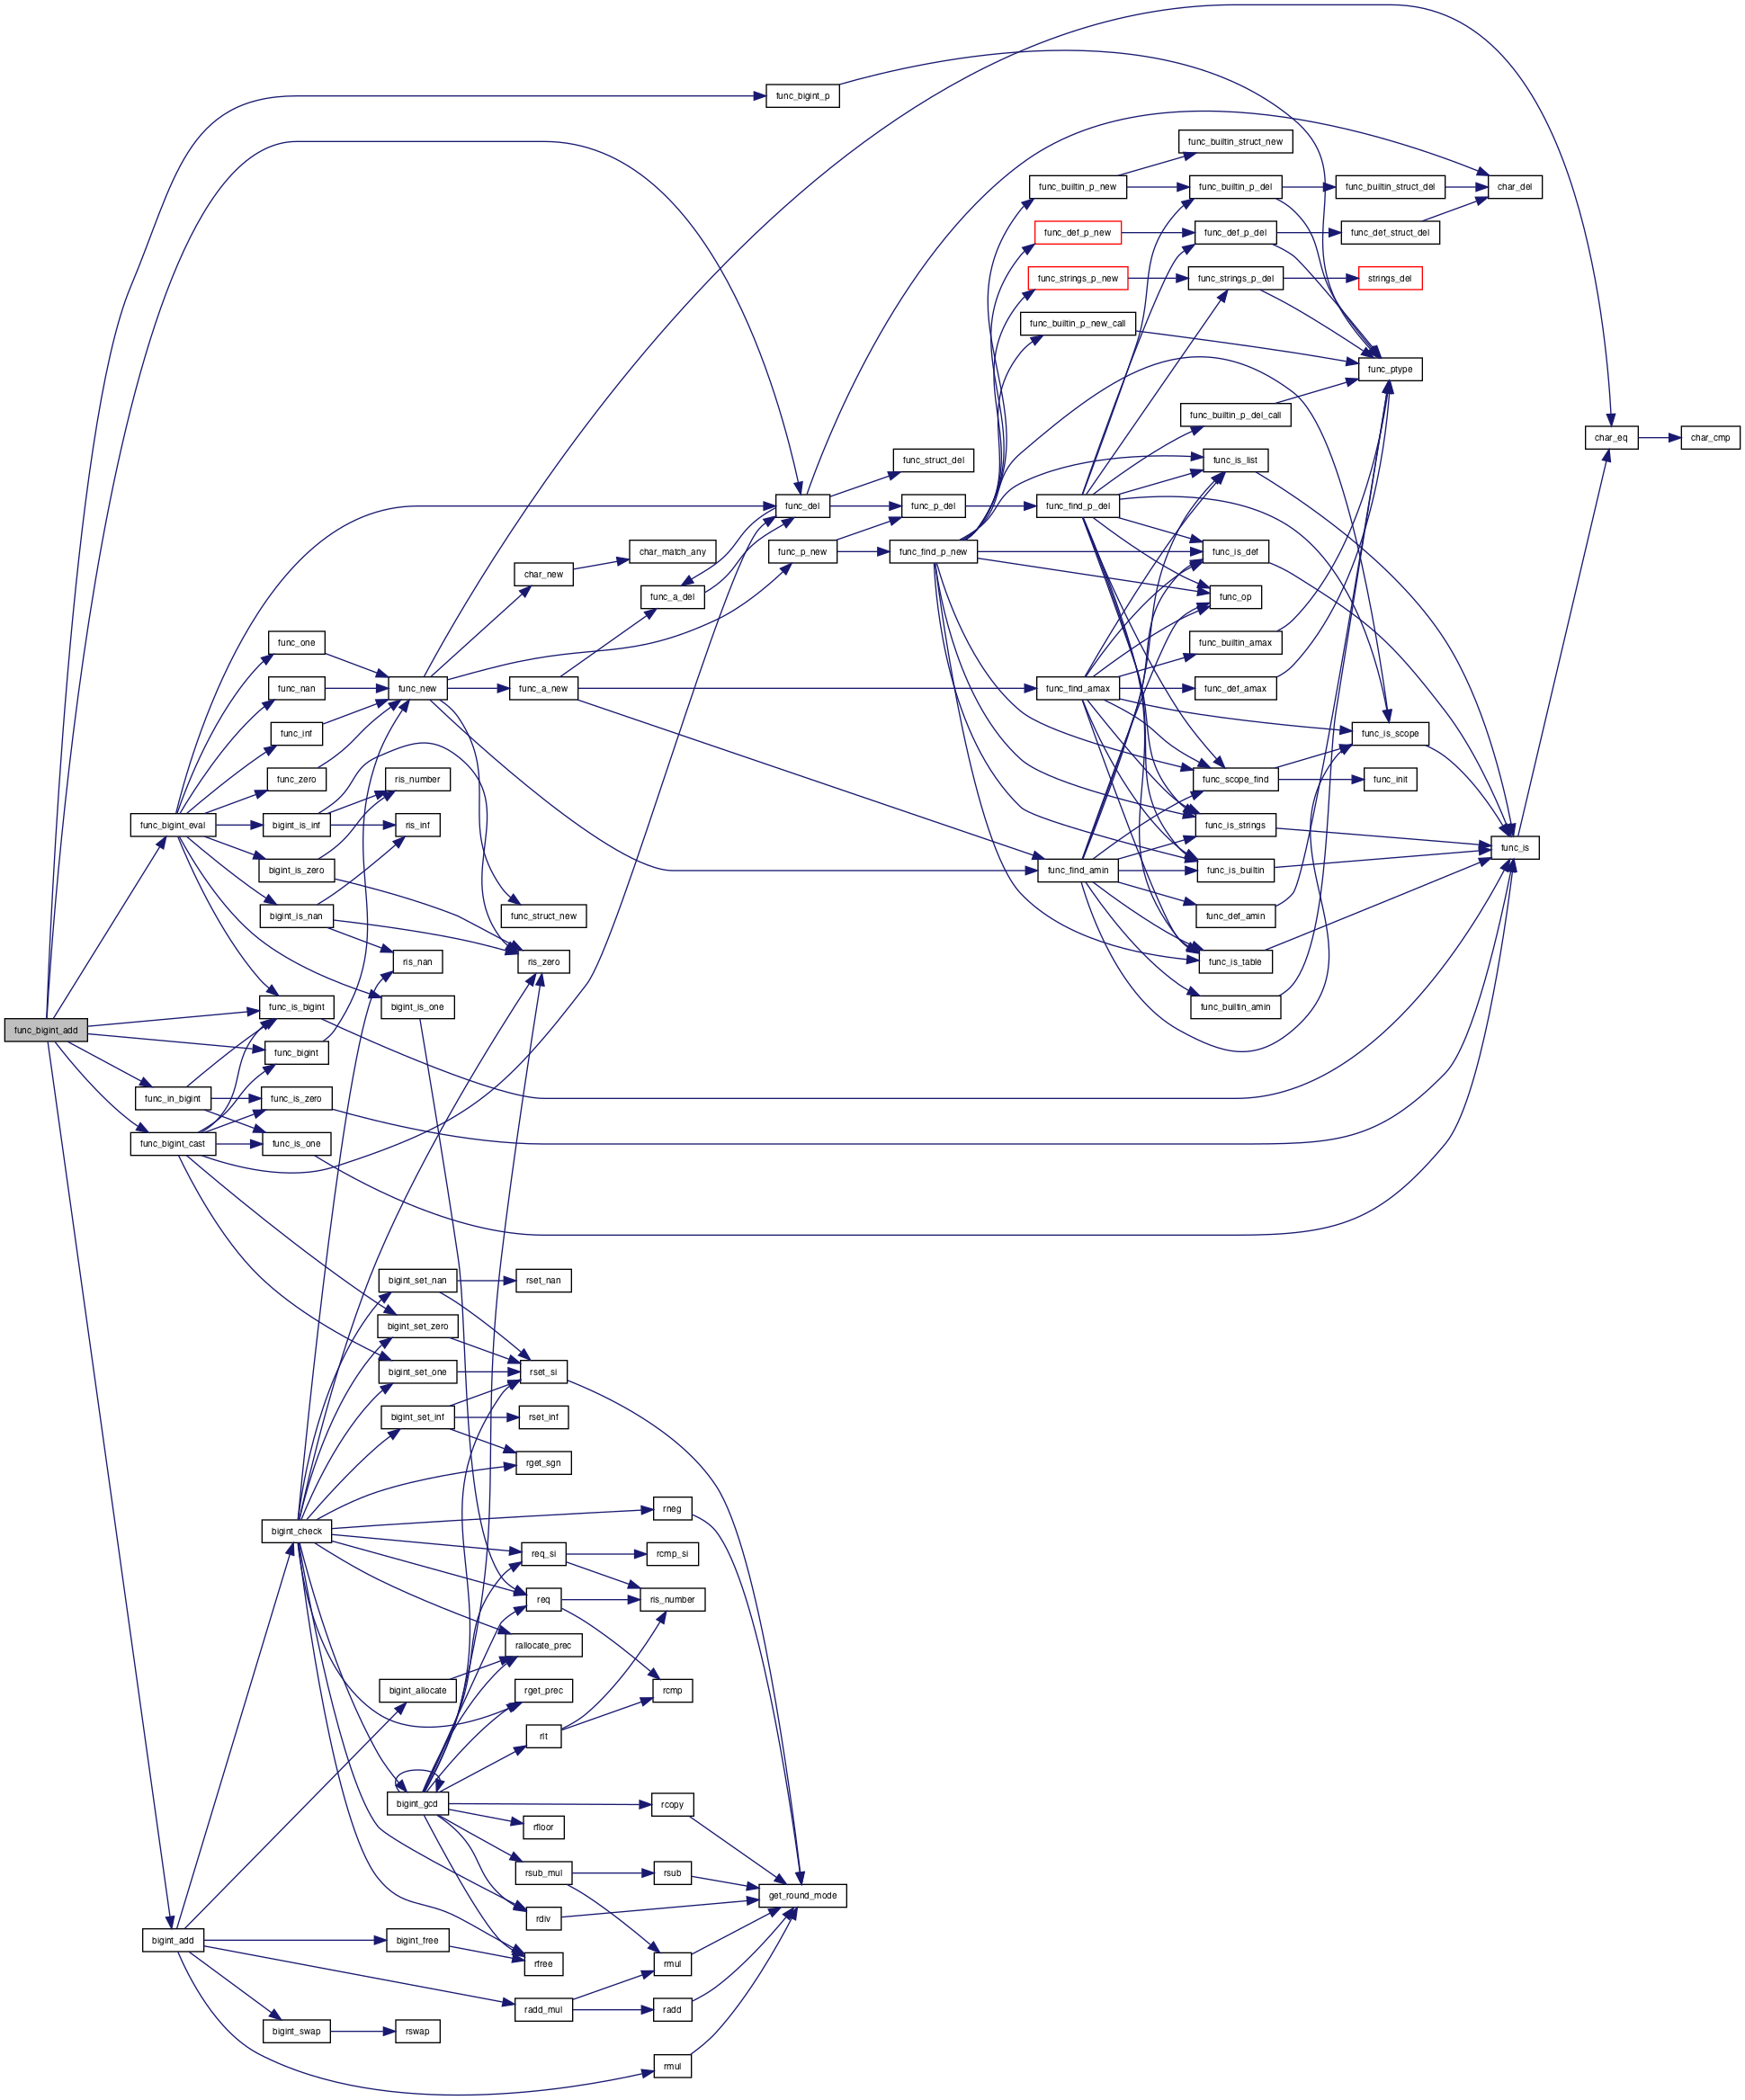 func_bigint_p
func_builtin_struct_new
func_builtin_p_new
func_builtin_p_del
func_builtin_struct_del
char_del
func_def_p_new
func_def_p_del
func_def_struct_del
func_strings_p_new
func_strings_p_del
strings_del
func_builtin_p_new_call
func_ptype
func_builtin_p_del_call
char_eq
char_cmp
func_struct_del
func_is_list
func_del
func_p_del
func_find_p_del
char_match_any
func_p_new
func_find_p_new
func_is_def
char_new
func_a_del
func_op
func_one
func_builtin_amax
func_nan
func_new
func_a_new
func_find_amax
func_def_amax
func_inf
func_is_scope
func_zero
ris_number
func_scope_find
func_init
func_bigint_eval
bigint_is_inf
ris_inf
func_is_strings
func_is
bigint_is_zero
func_find_amin
func_is_builtin
bigint_is_nan
func_struct_new
func_def_amin
ris_nan
ris_zero
func_is_table
func_is_bigint
bigint_is_one
func_builtin_amin
func_bigint_add
func_bigint
func_in_bigint
func_is_zero
func_bigint_cast
func_is_one
bigint_set_nan
rset_nan
bigint_set_zero
bigint_set_one
rset_si
bigint_set_inf
rset_inf
rget_sgn
rneg
bigint_check
req_si
rcmp_si
req
ris_number
rallocate_prec
bigint_allocate
rget_prec
rcmp
rlt
bigint_gcd
rcopy
rfloor
rsub_mul
rsub
get_round_mode
rdiv
bigint_add
bigint_free
rfree
rmul
radd_mul
radd
bigint_swap
rswap
rmul